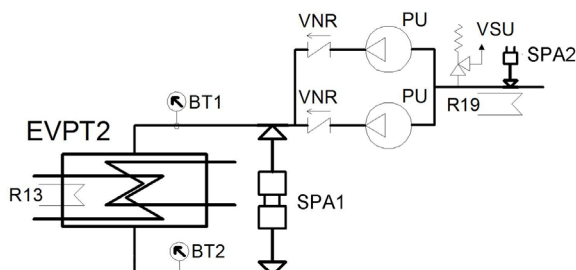 VNR
PU
VSU
SPA2
VNR
PU
R19
BT1
EVPT2
R13
SPA1
BT2